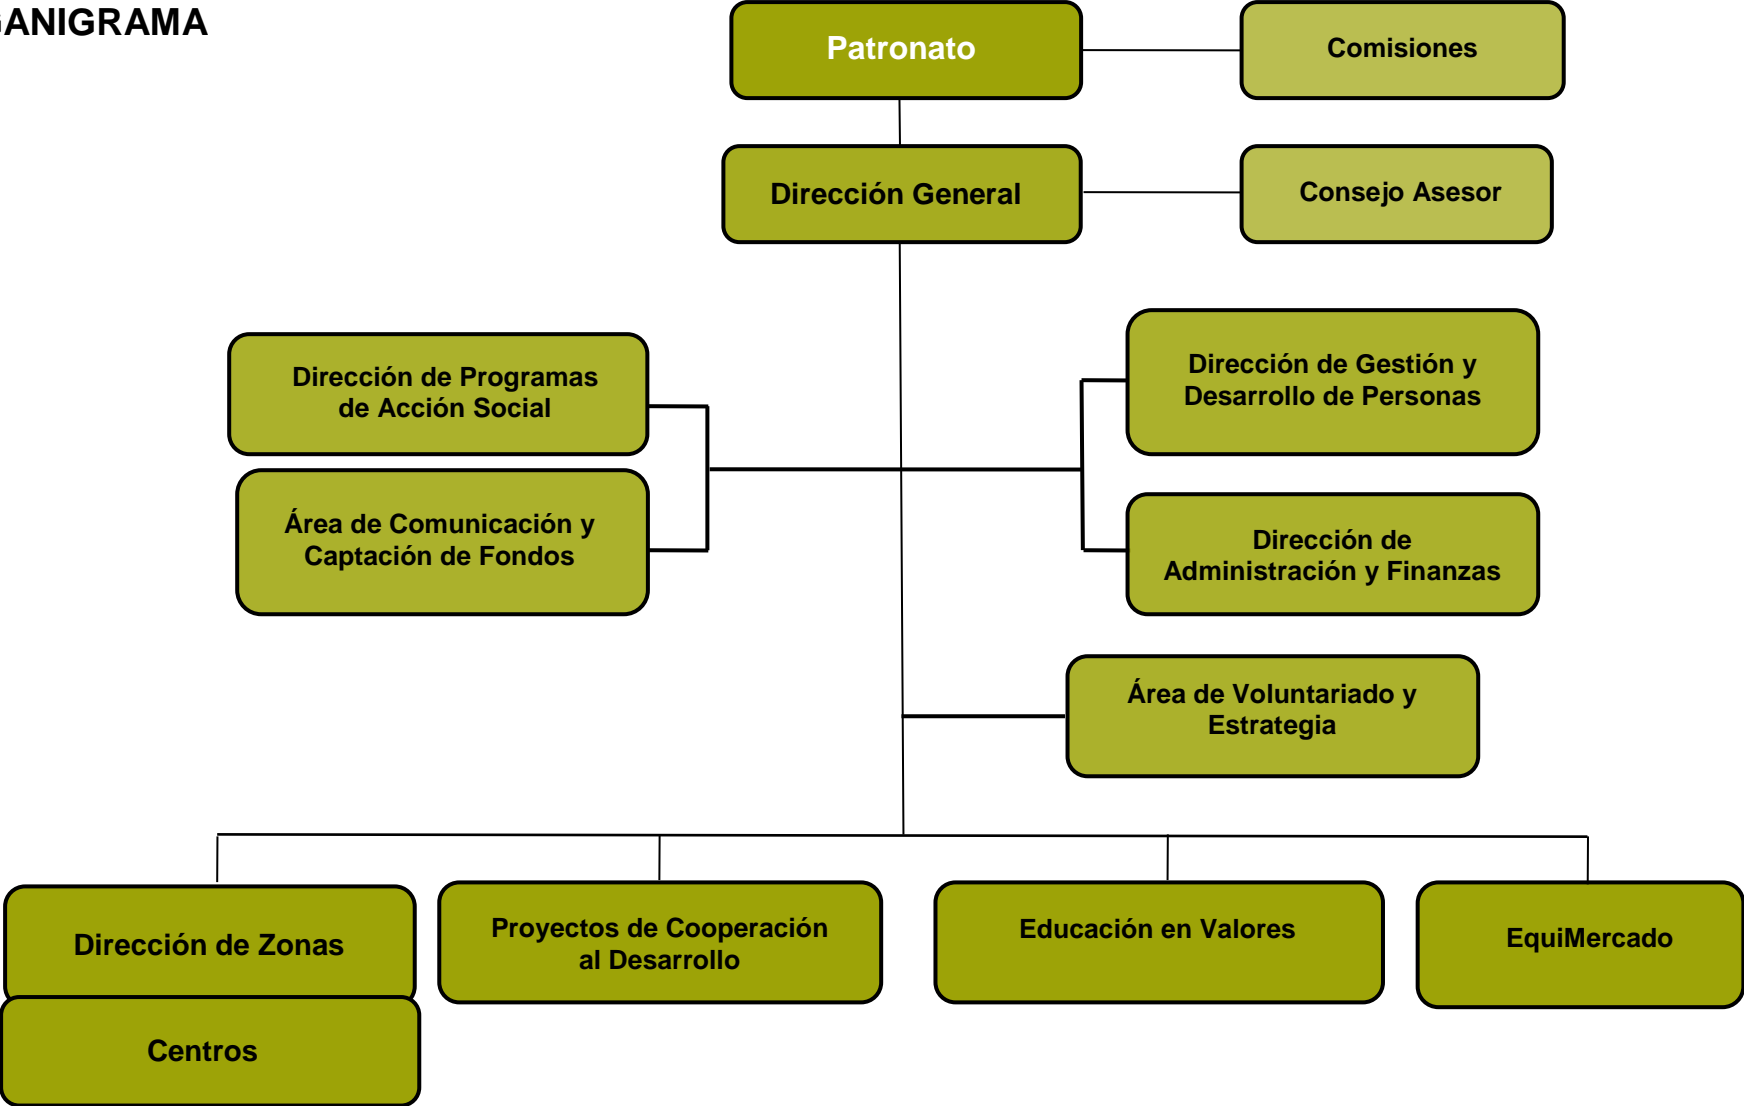 GANIGRAMA
Patronato
Comisiones
Dirección General
Consejo Asesor
Dirección de Programas
de Acción Social
Dirección de Gestión y
Desarrollo de Personas
Área de Comunicación y
Captación de Fondos
Dirección de
Administración y Finanzas
Área de Voluntariado y
Estrategia
Dirección de Zonas
Proyectos de Cooperación
al Desarrollo
Educación en Valores
EquiMercado
Centros